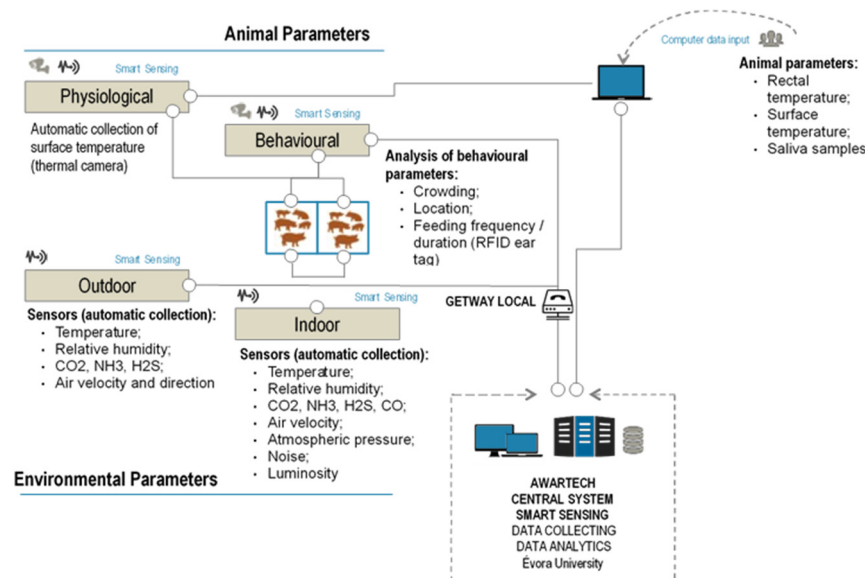 Animal Parameters
Smart Sensing
Physiological
Automatic collection of
surface temperature
(thermal camera)
Smart Sensing
Behavioural
Analysis of behavioural
parameters:
• Crowding;
• Location;
• Feeding frequency /
duration (RFID ear
tag)
Computer data input
Animal parameters:
• Rectal
temperature;
• Surface
temperature;
• Saliva samples
Smart Sensing
Outdoor
Sensors (automatic collection):
• Temperature;
• Relative humidity;
• CO2, NH3, H2S;
• Air velocity and direction
Smart Sensing
Indoor
Sensors (automatic collection):
• Temperature;
• Relative humidity;
• CO2, NH3, H2S, CO;
• Air velocity;
• Atmospheric pressure;
• Noise;
• Luminosity
GETWAY LOCAL
Environmental Parameters
AWARTECH
CENTRAL SYSTEM
SMART SENSING
DATA COLLECTING
DATA ANALYTICS
Évora University